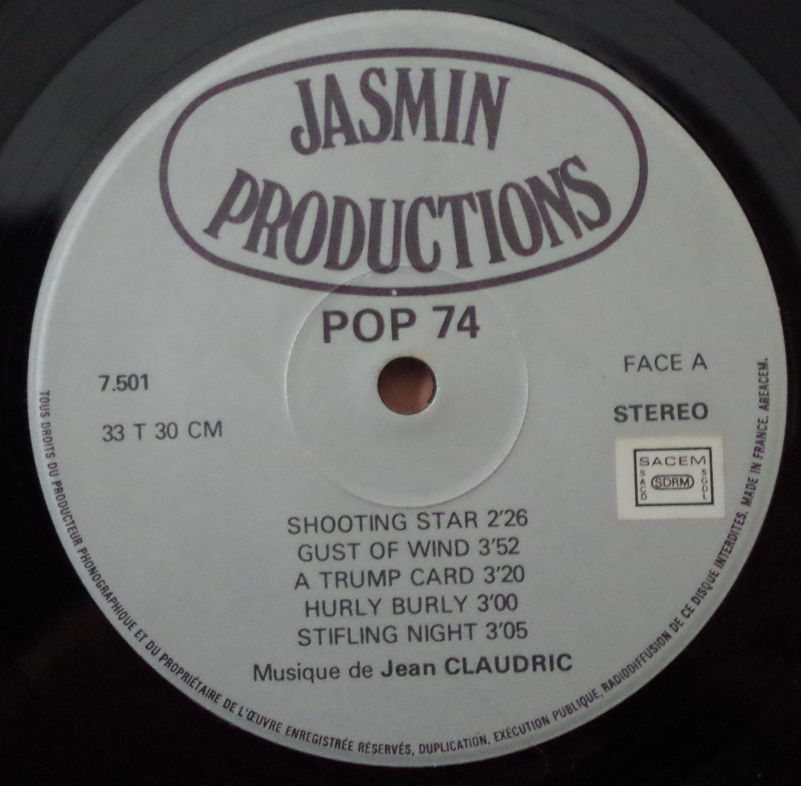 JASMIN
PRODUCTIONS
POP 74
7.501
FACE A
33 T 30 CM
STEREO
SACEM
SACD
SDRM
SGDL
SHOOTING STAR 2'26
GUST OF WIND 3'52
A TRUMP CARD 3'20
HURLY BURLY 3'00
STIFLING NIGHT 3'05
Musique de Jean CLAUDRIC
TOUS DROITS DU PRODUCTEUR PHONOGRAPHIQUE ET DU PROPRIÉTAIRE DE L'ŒUVRE ENREGISTRÉE RÉSERVÉS, DUPLICATION, EXÉCUTION PUBLIQUE, RADIODIFFUSION DE CE DISQUE INTERDITES. MADE IN FRANCE. AREACEM.